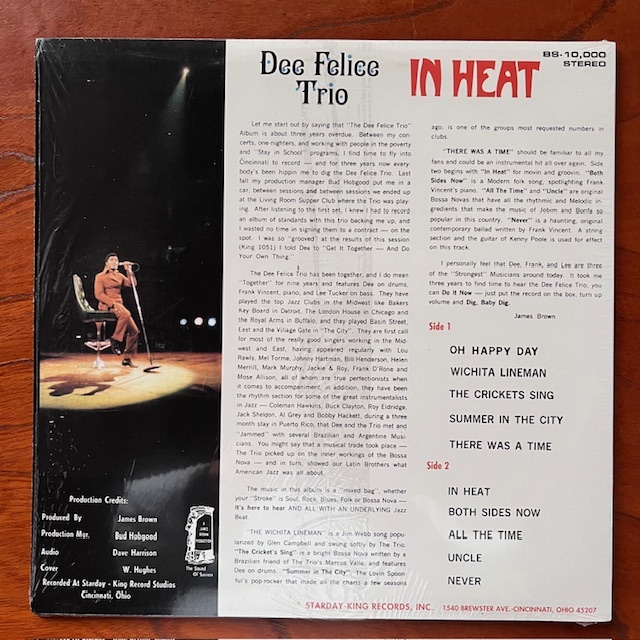 BS-10,000
STEREO
Dee Felice
Trio
IN HEAT
Let me start out by saying that "The Dee Felice Trio"
Album is about three years overdue. Between my con-
certs, one-nighters, and working with people in the poverty
and "Stay in School" programs, I find time to fly into
Cincinnati to record — and for three years now every
body's been hippin me to dig the Dee Felice Trio. Last
fall my production manager Bud Hobgood put me in a
car, between sessions and between sessions we ended up
at the Living Room Supper Club where the Trio was play-
ing. After listening to the first set, I knew I had to record
an album of standards with this trio backing me up, and
I wasted no time in signing them to a contract — on the
spot. I was so "grooved" at the results of this session
(King 1051) I told Dee to "Get It Together — And Do
Your Own Thing."
The Dee Felice Trio has been together, and I do mean
"Together" for nine years and features Dee on drums,
Frank Vincent, piano, and Lee Tucker on bass. They have
played the top Jazz Clubs in the Midwest like Bakers
Key Board in Detroit, The London House in Chicago and
the Royal Arms in Buffalo, and they played Basin Street,
East and the Village Gate in "The City". They are first call
for most of the really good singers working in the Mid-
west and East, having appeared regularly with Lou
Rawls, Mel Torme, Johnny Hartman, Bill Henderson, Helen
Merrill, Mark Murphy, Jackie & Roy, Frank D'Rone and
Mose Allison, all of whom are true perfectionists when
it comes to accompaniment, in addition, they have been
the rhythm section for some of the great instrumentalists
in Jazz — Coleman Hawkins, Buck Clayton, Roy Eldridge,
Jack Sheldon, Al Grey and Bobby Hackett, during a three
month stay in Puerto Rico, that Dee and the Trio met and
"Jammed" with several Brazilian and Argentine Musi-
cians. You might say that a musical trade took place —
The Trio picked up on the inner workings of the Bossa
Nova — and in turn, showed our Latin Brothers what
American Jazz was all about.
The music in this album is a "mixed bag", whether
your "Stroke" is Soul, Rock, Blues, Folk or Bossa Nova —
it's here to hear AND ALL WITH AN UNDERLYING Jazz
Beat.
"THE WICHITA LINEMAN" is a Jim Webb song pop-
ularized by Glen Campbell and swung softly by The Trio.
"The Cricket's Sing" is a bright Bossa Nova written by a
Brazilian friend of The Trio's Marcus Valle, and features
Dee on drums. "Summer in The City", The Lovin Spoon-
ful's pop-rocker that made all the charts a few seasons
ago, is one of the groups most requested numbers in
clubs.
"THERE WAS A TIME" should be familiar to all my
fans and could be an instrumental hit all over again. Side
two begins with "In Heat" for movin and groovin. "Both
Sides Now" is a Modern folk song, spotlighting Frank
Vincent's piano. "All The Time" and "Uncle" are original
Bossa Novas that have all the rhythmic and Melodic in-
gredients that make the music of Jobim and Bonfa so
popular in this country. "Never" is a haunting, original
contemporary ballad written by Frank Vincent. A string
section and the guitar of Kenny Poole is used for effect
on this track.
I personally feel that Dee, Frank, and Lee are three
of the "Strongest" Musicians around today. It took me
three years to find time to hear the Dee Felice Trio, you
can Do It Now — just put the record on the box, turn up
volume and Dig, Baby Dig.
James Brown
Side 1
OH HAPPY DAY
WICHITA LINEMAN
THE CRICKETS SING
SUMMER IN THE CITY
THERE WAS A TIME
Side 2
IN HEAT
BOTH SIDES NOW
ALL THE TIME
UNCLE
NEVER
Production Credits:
Produced By James Brown
Production Mgr. Bud Hobgood
Audio Dave Harrison
Cover W. Hughes
Recorded At Starday - King Record Studios
Cincinnati, Ohio
A
JAMES
BROWN
PRODUCTION
The Sound
Of Success
STARDAY-KING RECORDS, INC. 1540 BREWSTER AVE.-CINCINNATI, OHIO 45207